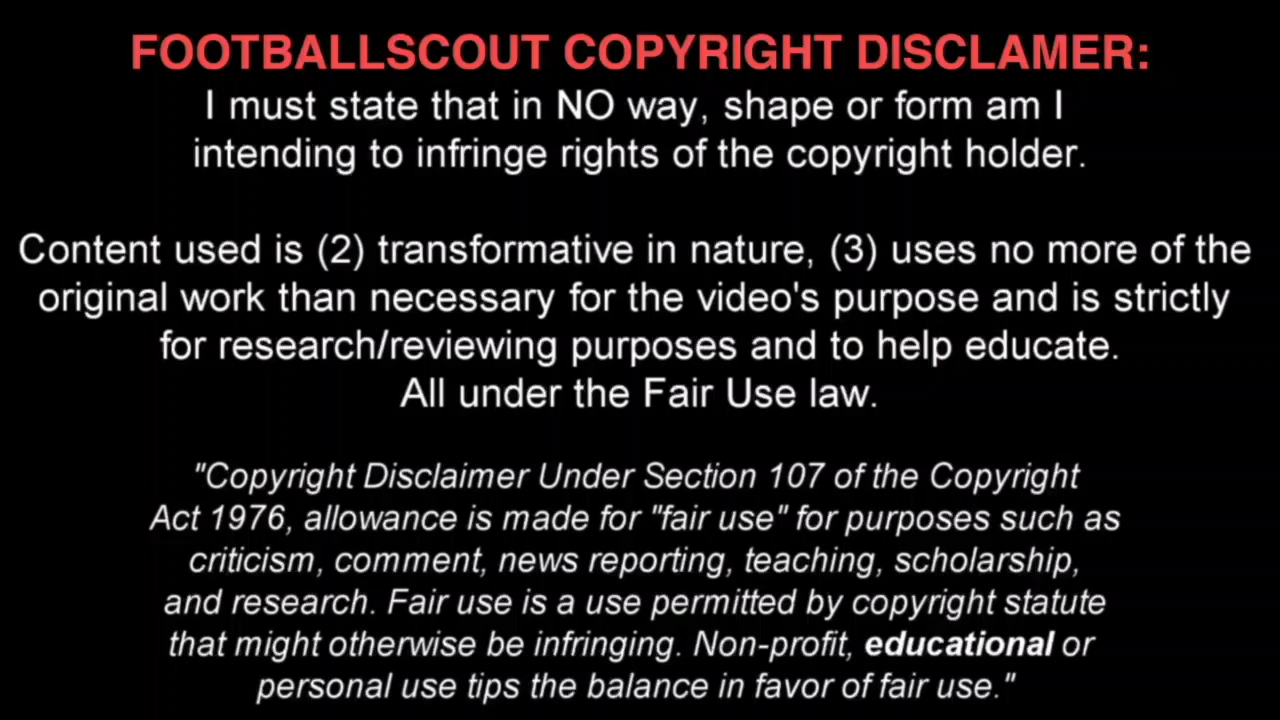 FOOTBALLSCOUT COPYRIGHT DISCLAMER:
I must state that in NO way, shape or form am I
intending to infringe rights of the copyright holder.
Content used is (2) transformative in nature, (3) uses no more of the
original work than necessary for the video's purpose and is strictly
for research/reviewing purposes and to help educate.
All under the Fair Use law.
"Copyright Disclaimer Under Section 107 of the Copyright
Act 1976, allowance is made for "fair use" for purposes such as
criticism, comment, news reporting, teaching, scholarship,
and research. Fair use is a use permitted by copyright statute
that might otherwise be infringing. Non-profit, educational or
personal use tips the balance in favor of fair use."